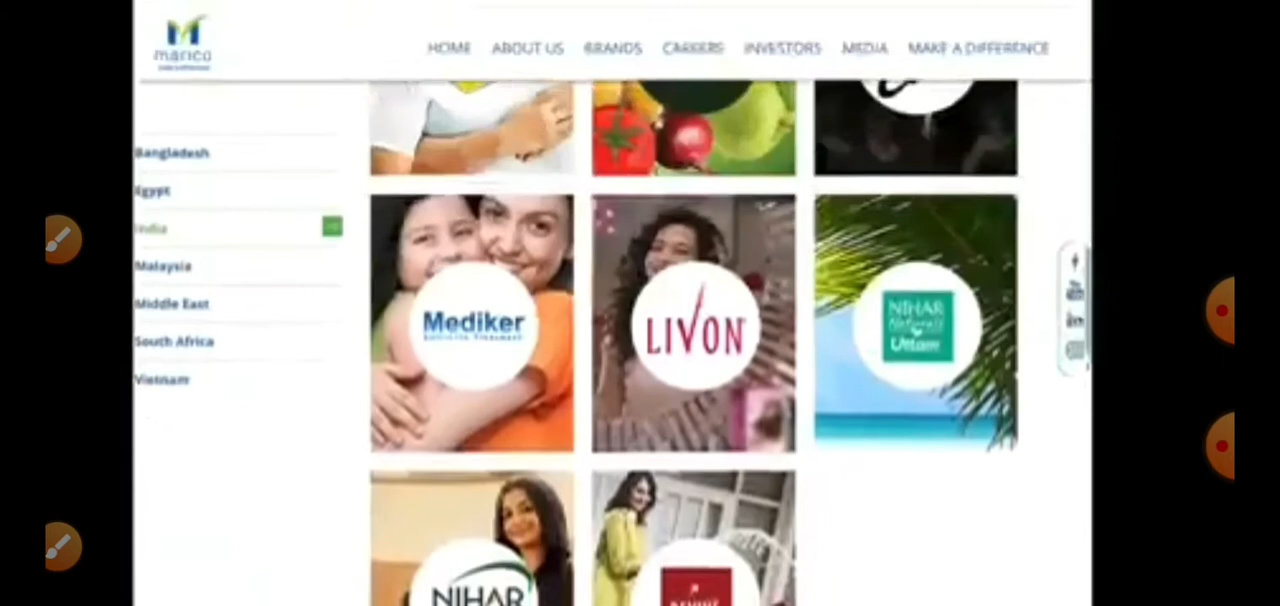 marico
HOME ABOUT US BRANDS CAREERS INVESTORS MEDIA MAKE A DIFFERENCE
Bangladesh
Egypt
India
Malaysia
Middle East
South Africa
Vietnam
Mediker
LIVON
NIHAR
Naturals
Uttam
NIHAR